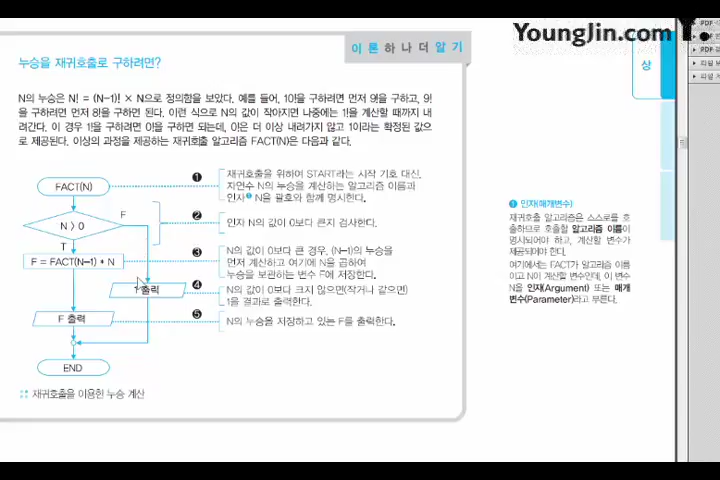 YoungJin.com Y.
이 론 하 나 더 알 기
누승을 재귀호출로 구하려면?
상
N의 누승은 N! = (N-1)! × N으로 정의함을 보았다. 예를 들어, 10!을 구하려면 먼저 9!을 구하고, 9!
을 구하려면 먼저 8!을 구하면 된다. 이런 식으로 N의 값이 작아지면 나중에는 1!을 계산할 때까지 내
려간다. 이 경우 1!을 구하려면 0!을 구하면 되는데, 0!은 더 이상 내려가지 않고 1이라는 확정된 값으
로 제공된다. 이상의 과정을 제공하는 재귀호출 알고리즘 FACT(N)은 다음과 같다.
FACT(N)
❶ 재귀호출을 위하여 START라는 시작 기호 대신,
자연수 N의 누승을 계산하는 알고리즘 이름과
인자❶ N을 괄호와 함께 명시한다.
N > 0
F
T
❷ 인자 N의 값이 0보다 큰지 검사한다.
F = FACT(N-1) * N
❸ N의 값이 0보다 큰 경우, (N-1)의 누승을
먼저 계산하고 여기에 N을 곱하여
누승을 보관하는 변수 F에 저장한다.
1 출력
❹ N의 값이 0보다 크지 않으면(작거나 같으면)
1을 결과로 출력한다.
F 출력
❺ N의 누승을 저장하고 있는 F를 출력한다.
END
재귀호출을 이용한 누승 계산
❶ 인자(매개변수)
재귀호출 알고리즘은 스스로를 호
출하므로 호출할 알고리즘 이름이
명시되어야 하고, 계산할 변수가
제공되어야 한다.
여기에서는 FACT가 알고리즘 이름
이고 N이 계산할 변수인데, 이 변수
N을 인자(Argument) 또는 매개
변수(Parameter)라고 부른다.